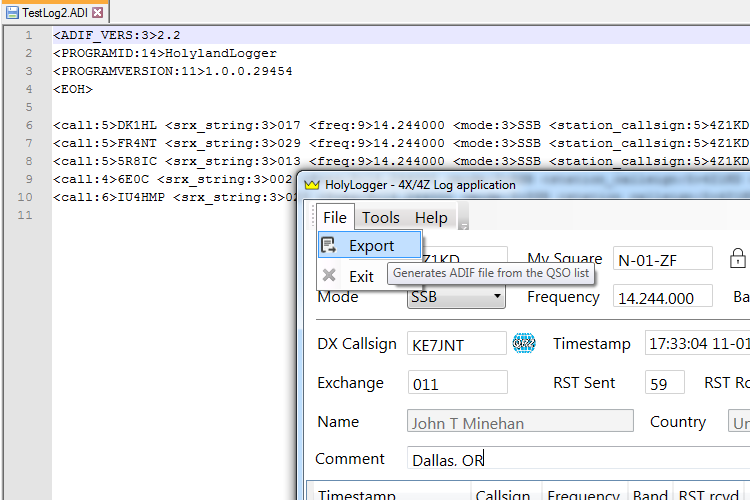 TestLog2.ADI
1 <ADIF_VERS:3>2.2
2 <PROGRAMID:14>HolylandLogger
3 <PROGRAMVERSION:11>1.0.0.29454
4 <EOH>
5
6 <call:5>DK1HL <srx_string:3>017 <freq:9>14.244000 <mode:3>SSB <station_callsign:5>4Z1KD
7 <call:5>FR4NT <srx_string:3>029 <freq:9>14.244000 <mode:3>SSB <station_callsign:5>4Z1KD
8 <call:5>5R8IC <srx_string:3>013 <freq:9>14.244000 <mode:3>SSB <station_callsign:5>4Z1KD
9 <call:4>6E0C <srx_string:3>002
10 <call:6>IU4HMP <srx_string:3>02
11
HolyLogger - 4X/4Z Log application
File Tools Help
Export
Z1KD My Square N-01-ZF
Exit Generates ADIF file from the QSO list
Mode SSB Frequency 14.244.000 Ba
DX Callsign KE7JNT QRZ Timestamp 17:33:04 11-01
Exchange 011 RST Sent 59 RST Rc
Name John T Minehan Country Un
Comment Dallas, OR
Timestamp Callsign Frequency Band RST rcvd